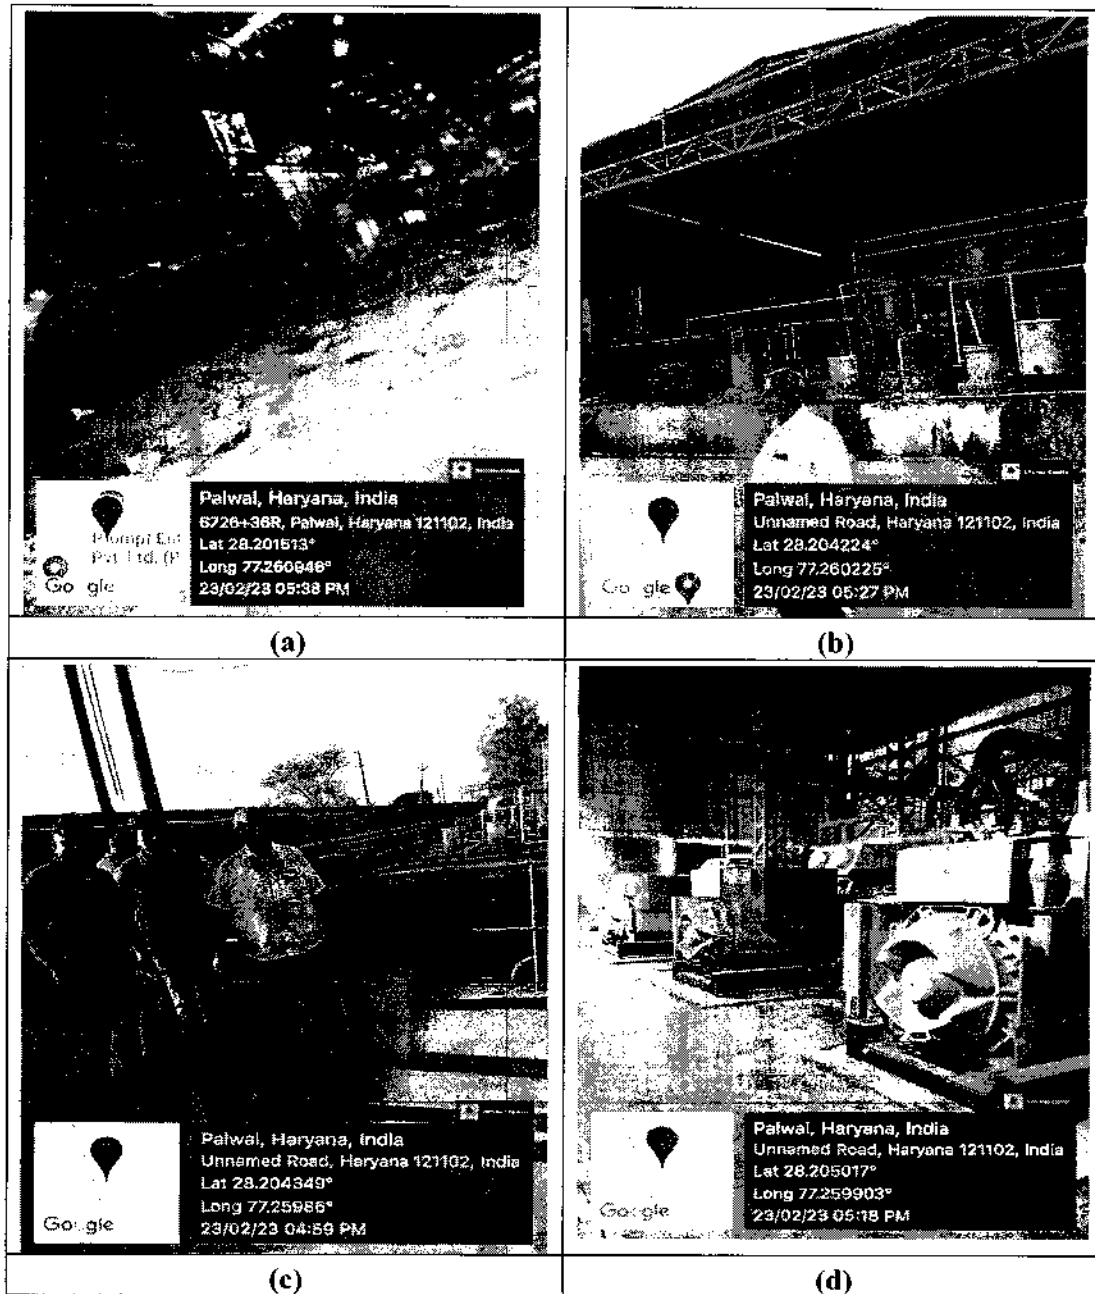 Palwal, Haryana, India
6726+36R, Palwal, Haryana 121102, India
Lat 28.201513°
Long 77.260948°
23/02/23 05:38 PM
Pvt. Ltd. (P
Google
(a)
Palwal, Haryana, India
Unnamed Road, Haryana 121102, India
Lat 28.204224°
Long 77.260225°
23/02/23 05:27 PM
Google
(b)
Palwal, Haryana, India
Unnamed Road, Haryana 121102, India
Lat 28.204349°
Long 77.25986°
23/02/23 04:59 PM
Google
(c)
Palwal, Haryana, India
Unnamed Road, Haryana 121102, India
Lat 28.205017°
Long 77.259903°
23/02/23 05:18 PM
Google
(d)